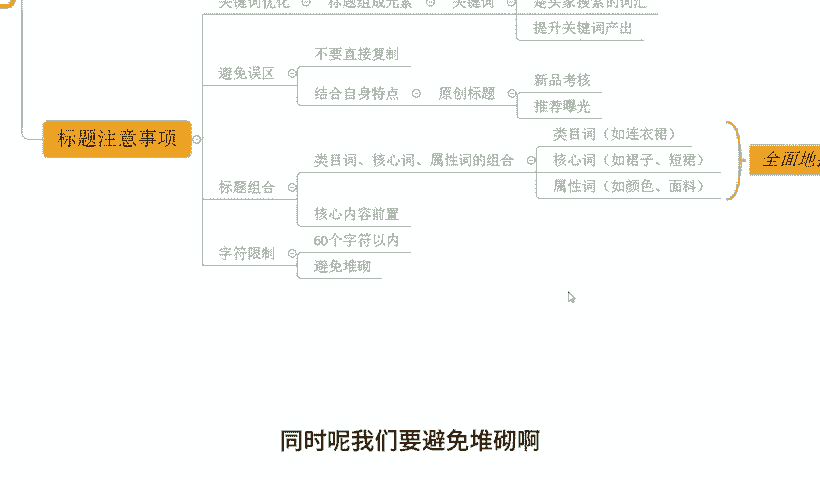 关键词优化 标题组成元素 关键词 是买家搜索的词汇
提升关键词产出
避免误区 不要直接复制
结合自身特点 原创标题 新品考核
推荐曝光
标题注意事项
标题组合 类目词、核心词、属性词的组合 类目词（如连衣裙）
核心词（如裙子、短裙）
属性词（如颜色、面料）
全面地
核心内容前置
字符限制 60个字符以内
避免堆砌
同时呢我们要避免堆砌啊